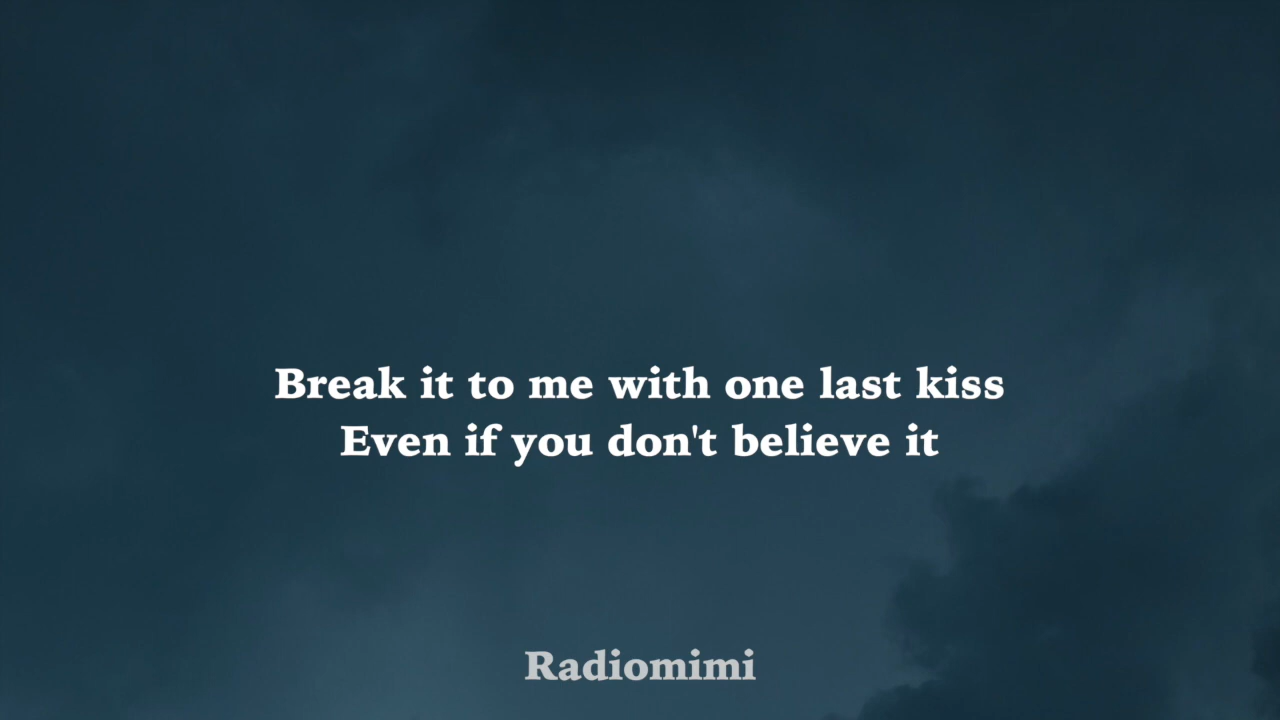 Break it to me with one last kiss
Even if you don't believe it
Radiomimi